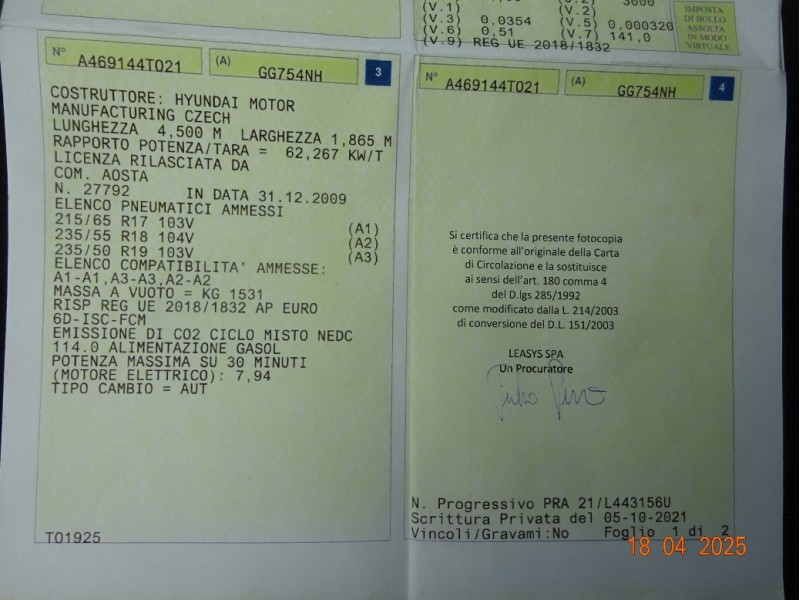 (V.1)
(V.2)
3000
(V.3) 0,0354
(V.5) 0,000320
(V.6) 0,51
(V.7) 141,0
(V.9) REG UE 2018/1832
IMPOSTA
DI BOLLO
ASSOLTA
IN MODO
VIRTUALE
N° A469144T021
(A) GG754NH
3
COSTRUTTORE: HYUNDAI MOTOR
MANUFACTURING CZECH
LUNGHEZZA 4,500 M LARGHEZZA 1,865 M
RAPPORTO POTENZA/TARA = 62,267 KW/T
LICENZA RILASCIATA DA
COM. AOSTA
N. 27792 IN DATA 31.12.2009
ELENCO PNEUMATICI AMMESSI
215/65 R17 103V (A1)
235/55 R18 104V (A2)
235/50 R19 103V (A3)
ELENCO COMPATIBILITA' AMMESSE:
A1-A1,A3-A3,A2-A2
MASSA A VUOTO = KG 1531
RISP REG UE 2018/1832 AP EURO
6D-ISC-FCM
EMISSIONE DI CO2 CICLO MISTO NEDC
114.0 ALIMENTAZIONE GASOL
POTENZA MASSIMA SU 30 MINUTI
(MOTORE ELETTRICO): 7,94
TIPO CAMBIO = AUT
T01925
N° A469144T021
(A) GG754NH
4
Si certifica che la presente fotocopia
è conforme all'originale della Carta
di Circolazione e la sostituisce
ai sensi dell'art. 180 comma 4
del D.lgs 285/1992
come modificato dalla L. 214/2003
di conversione del D.L. 151/2003
LEASYS SPA
Un Procuratore
N. Progressivo PRA 21/L443156U
Scrittura Privata del 05-10-2021
Vincoli/Gravami:No Foglio 1 di 2
18 04 2025